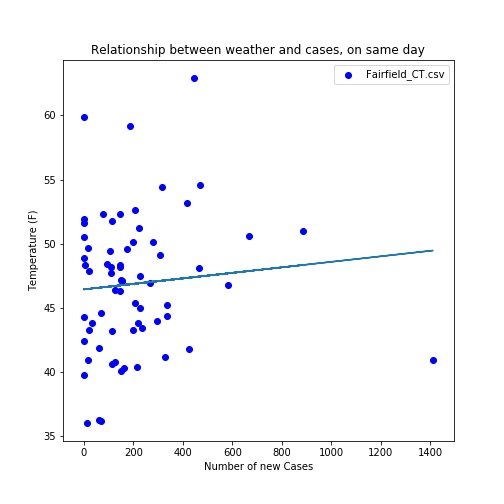 Relationship between weather and cases, on same day
Fairfield_CT.csv
Temperature (F)
60
55
50
45
40
35
0 200 400 600 800 1000 1200 1400
Number of new Cases